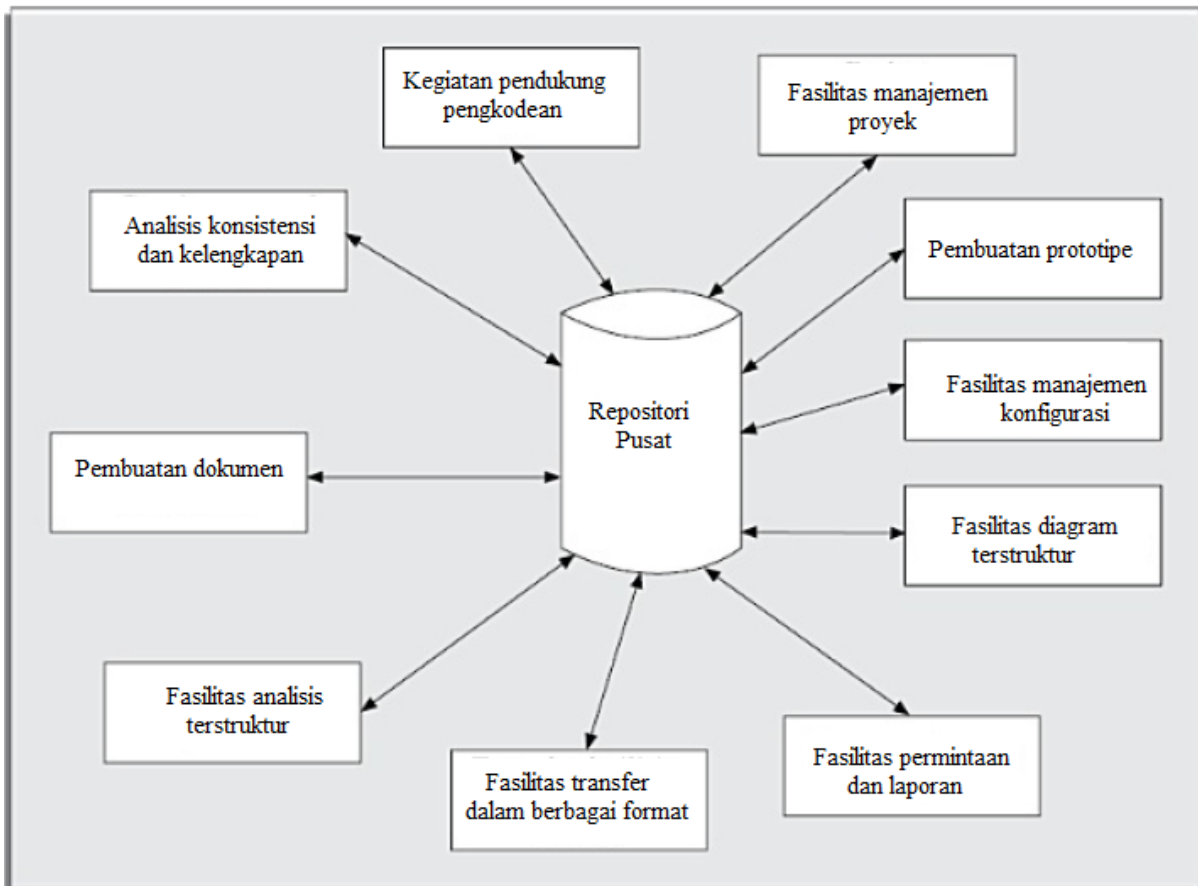 Kegiatan pendukung
pengkodean
Fasilitas manajemen
proyek
Analisis konsistensi
dan kelengkapan
Pembuatan prototipe
Repositori
Pusat
Fasilitas manajemen
konfigurasi
Pembuatan dokumen
Fasilitas diagram
terstruktur
Fasilitas analisis
terstruktur
Fasilitas transfer
dalam berbagai format
Fasilitas permintaan
dan laporan